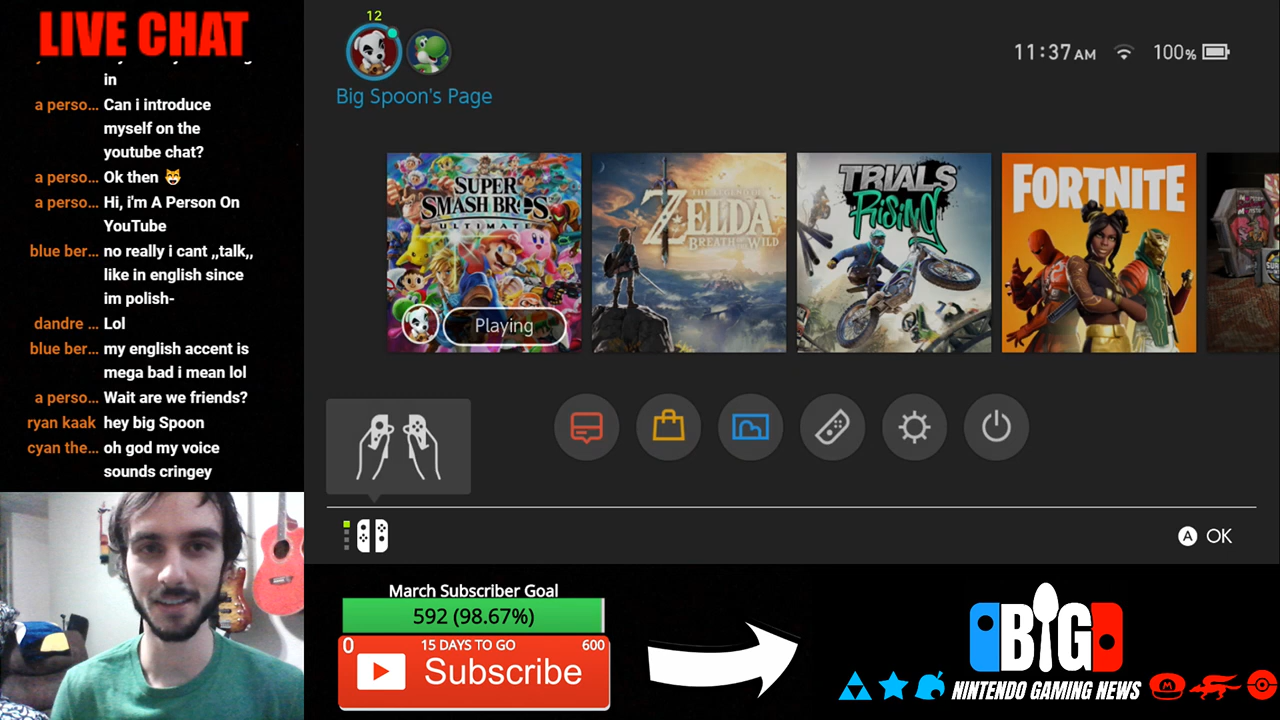 LIVE CHAT
in
a perso... Can i introduce
myself on the
youtube chat?
a perso... Ok then 😸
a perso... Hi, i'm A Person On
YouTube
blue ber... no really i cant ,,talk,,
like in english since
im polish-
dandre ... Lol
blue ber... my english accent is
mega bad i mean lol
a perso... Wait are we friends?
ryan kaak hey big Spoon
cyan the... oh god my voice
sounds cringey
12
Big Spoon's Page
11:37 AM 100%
SUPER
SMASH BROS.
ULTIMATE
Playing
THE LEGEND OF
ZELDA
BREATH OF THE WILD
TRIALS
RISING
FORTNITE
A OK
March Subscriber Goal
592 (98.67%)
0 15 DAYS TO GO 600
Subscribe
BIG
NINTENDO GAMING NEWS
M